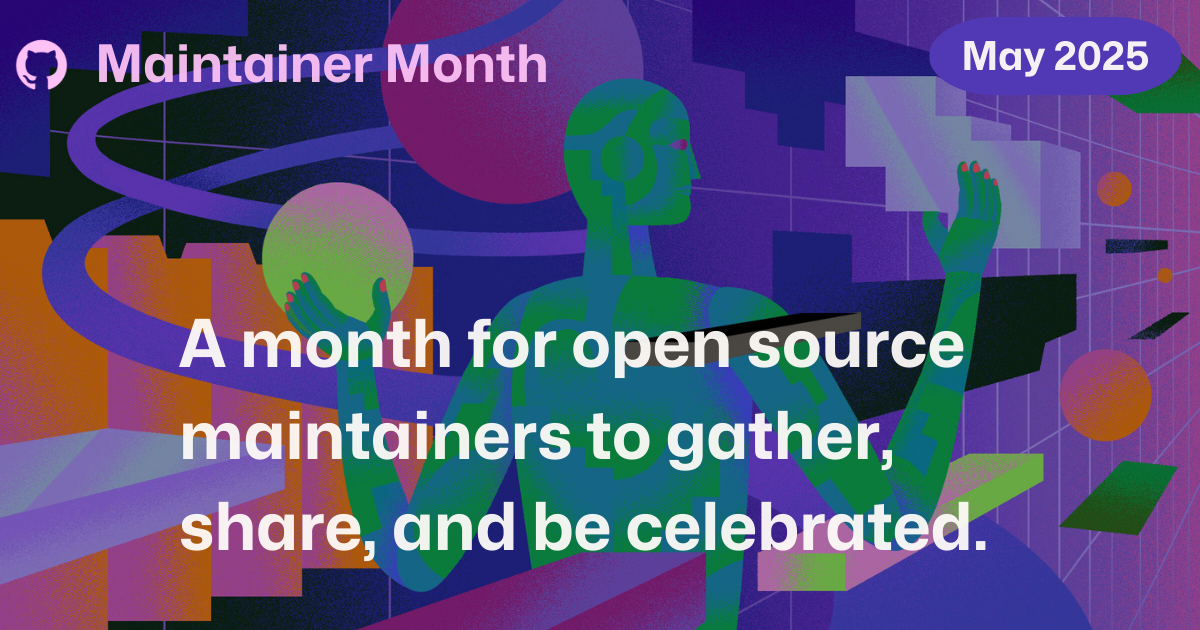 Maintainer Month
May 2025
A month for open source
maintainers to gather,
share, and be celebrated.